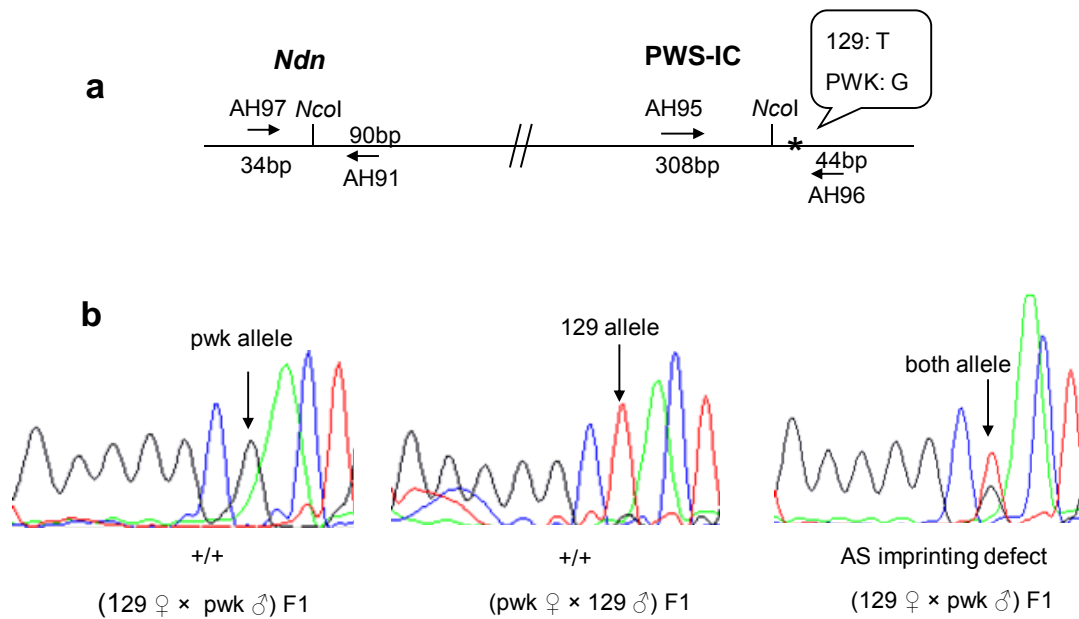 a
Ndn
PWS-IC
129: T
PWK: G
AH97
NcoI
90bp
34bp
AH91
AH95
NcoI
*
308bp
44bp
AH96
b
pwk allele
129 allele
both allele
+/+
+/+
AS imprinting defect
(129 ♀ × pwk ♂) F1
(pwk ♀ × 129 ♂) F1
(129 ♀ × pwk ♂) F1